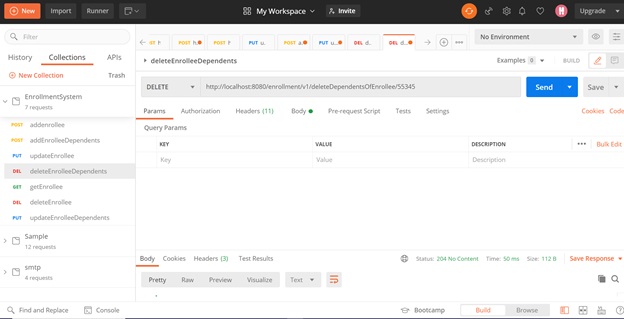 New Import Runner My Workspace Invite Upgrade
Filter
History Collections APIs
New Collection Trash
EnrollmentSystem
7 requests
POST addenrollee
POST addEnrolleeDependents
PUT updateEnrollee
DEL deleteEnrolleeDependents
GET getEnrollee
DEL deleteEnrollee
PUT updateEnrolleeDependents
Sample
12 requests
smtp
4 requests
POST h. POST h PUT u. POST a. PUT u. DEL d. DEL d... No Environment
deleteEnrolleeDependents Examples 0 BUILD
DELETE http://localhost:8080/enrollment/v1/deleteDependentsOfEnrollee/55345 Send Save
Params Authorization Headers (11) Body Pre-request Script Tests Settings Cookies Code
Query Params
KEY VALUE DESCRIPTION Bulk Edit
Key Value Description
Body Cookies Headers (3) Test Results Status: 204 No Content Time: 50 ms Size: 112 B Save Response
Pretty Raw Preview Visualize Text
Find and Replace Console Bootcamp Build Browse